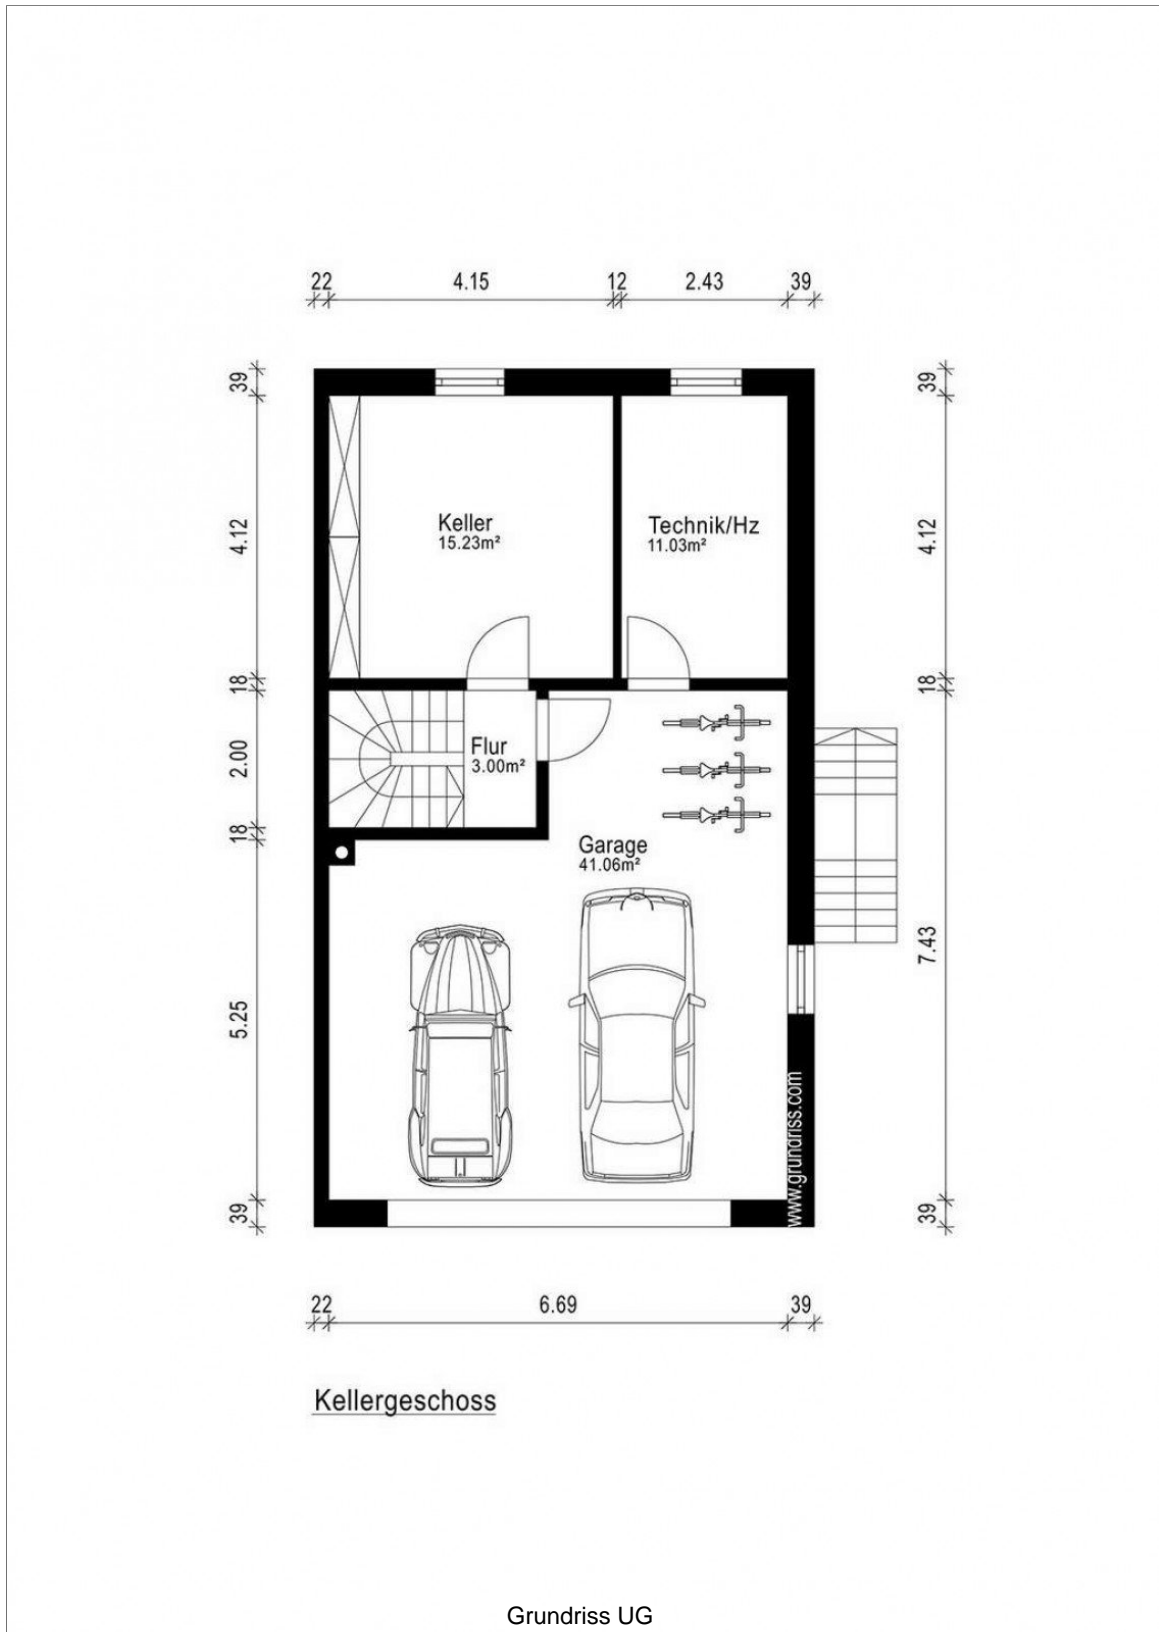 22 4.15 12 2.43 39
39 39
4.12 4.12
Keller
15.23m²
Technik/Hz
11.03m²
18 18
2.00
Flur
3.00m²
18
Garage
41.06m²
7.43
5.25
www.grundriss.com
39 39
22 6.69 39
Kellergeschoss
Grundriss UG